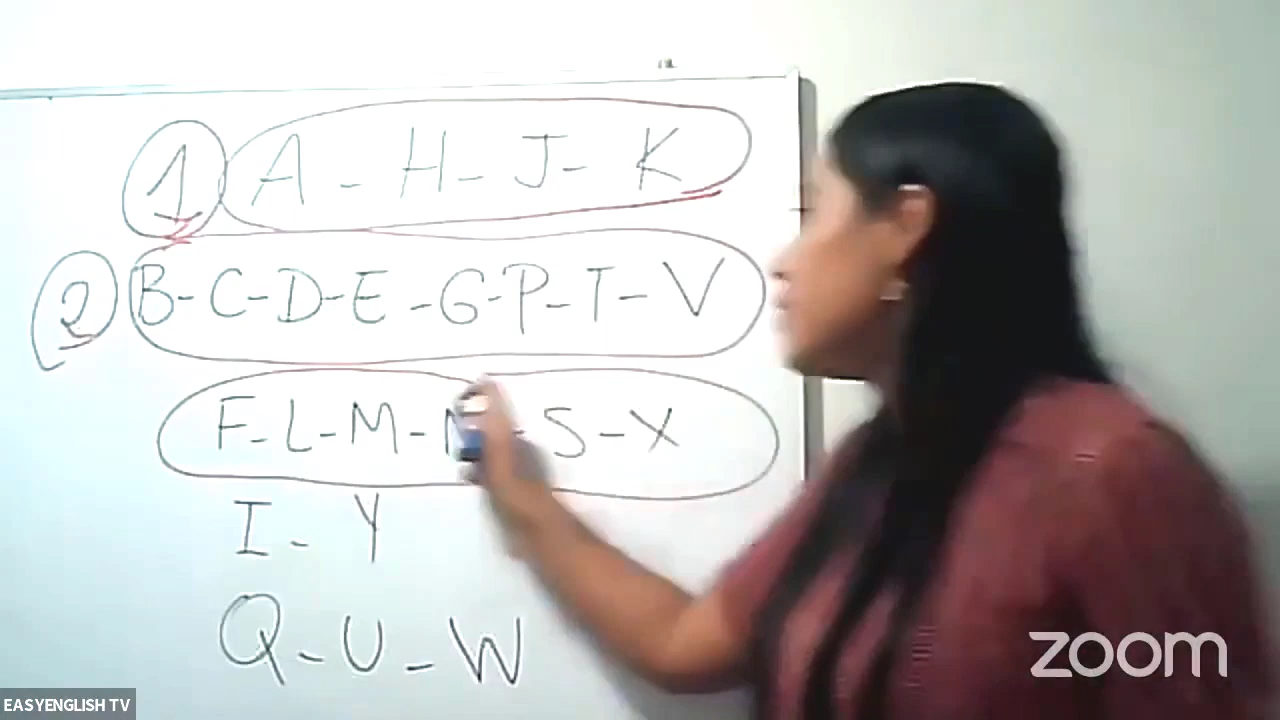 1 A - H - J - K
2 B - C - D - E - G - P - T - V
F - L - M - N - S - X
I - Y
Q - U - W
zoom
EASYENGLISH TV